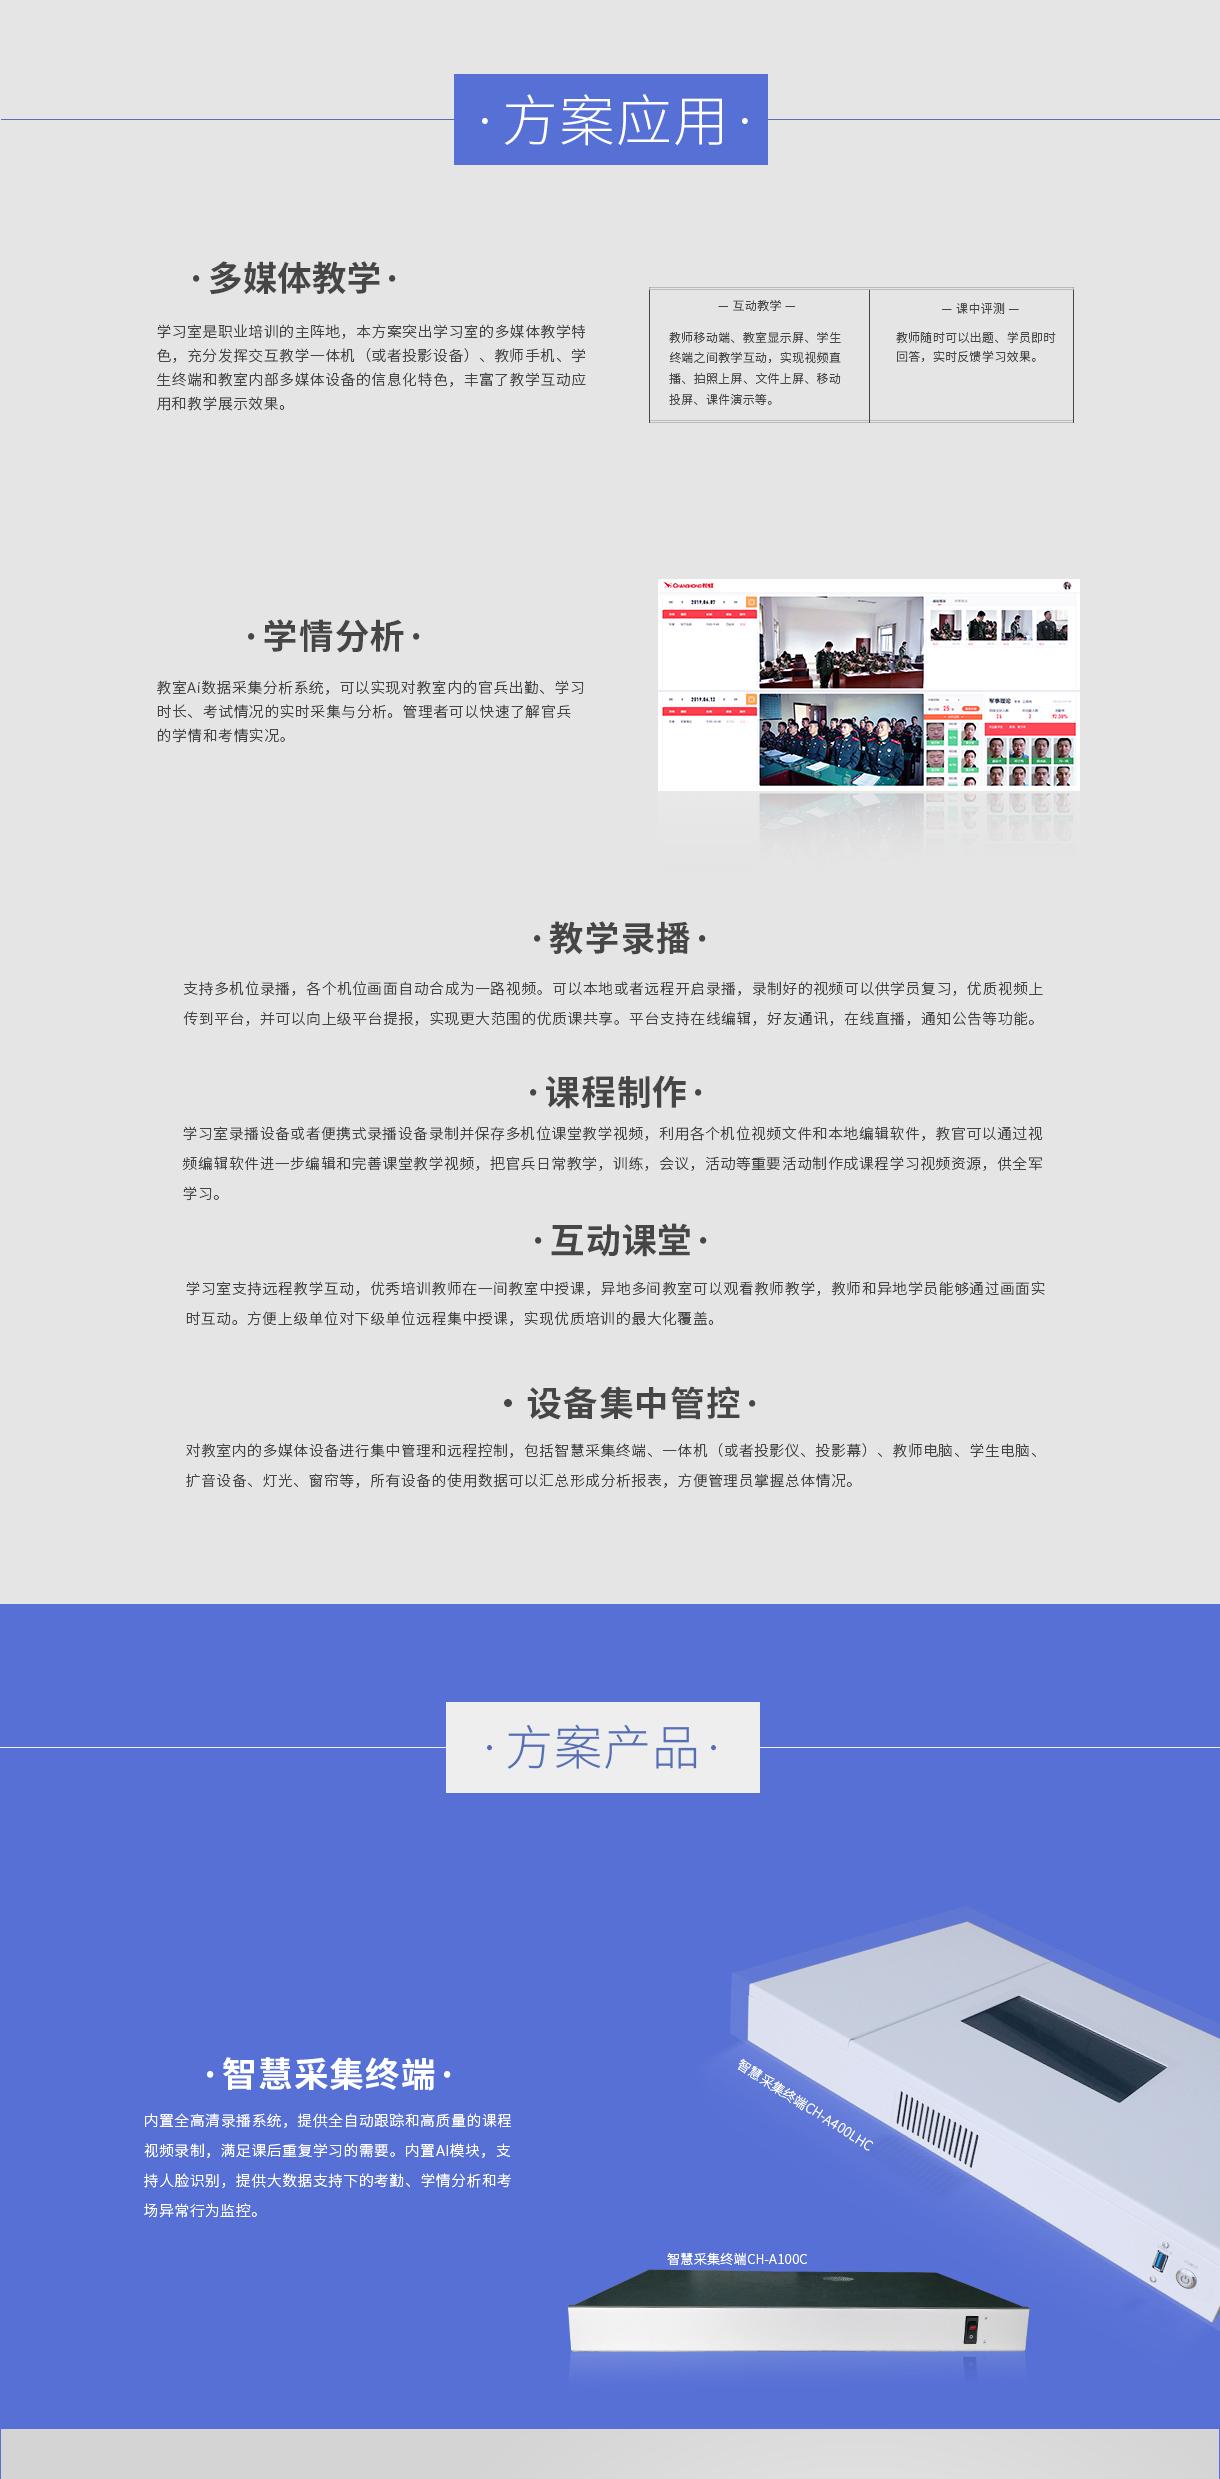 ·方案应用·
·多媒体教学·
学习室是职业培训的主阵地，本方案突出学习室的多媒体教学特
色，充分发挥交互教学一体机（或者投影设备）、教师手机、学
生终端和教室内部多媒体设备的信息化特色，丰富了教学互动应
用和教学展示效果。
— 互动教学 —
教师移动端、教室显示屏、学生
终端之间教学互动，实现视频直
播、拍照上屏、文件上屏、移动
投屏、课件演示等。
— 课中评测 —
教师随时可以出题、学员即时
回答，实时反馈学习效果。
·学情分析·
教室Ai数据采集分析系统，可以实现对教室内的官兵出勤、学习
时长、考试情况的实时采集与分析。管理者可以快速了解官兵
的学情和考情实况。
CHANGHONG长虹
2019.06.02
2019.06.12
军事理论
25
26
2
92.00%
·教学录播·
支持多机位录播，各个机位画面自动合成为一路视频。可以本地或者远程开启录播，录制好的视频可以供学员复习，优质视频上
传到平台，并可以向上级平台提报，实现更大范围的优质课共享。平台支持在线编辑，好友通讯，在线直播，通知公告等功能。
·课程制作·
学习室录播设备或者便携式录播设备录制并保存多机位课堂教学视频，利用各个机位视频文件和本地编辑软件，教官可以通过视
频编辑软件进一步编辑和完善课堂教学视频，把官兵日常教学，训练，会议，活动等重要活动制作成课程学习视频资源，供全军
学习。
·互动课堂·
学习室支持远程教学互动，优秀培训教师在一间教室中授课，异地多间教室可以观看教师教学，教师和异地学员能够通过画面实
时互动。方便上级单位对下级单位远程集中授课，实现优质培训的最大化覆盖。
·设备集中管控·
对教室内的多媒体设备进行集中管理和远程控制，包括智慧采集终端、一体机（或者投影仪、投影幕）、教师电脑、学生电脑、
扩音设备、灯光、窗帘等，所有设备的使用数据可以汇总形成分析报表，方便管理员掌握总体情况。
·方案产品·
·智慧采集终端·
内置全高清录播系统，提供全自动跟踪和高质量的课程
视频录制，满足课后重复学习的需要。内置AI模块，支
持人脸识别，提供大数据支持下的考勤、学情分析和考
场异常行为监控。
智慧采集终端CH-A400LHC
智慧采集终端CH-A100C